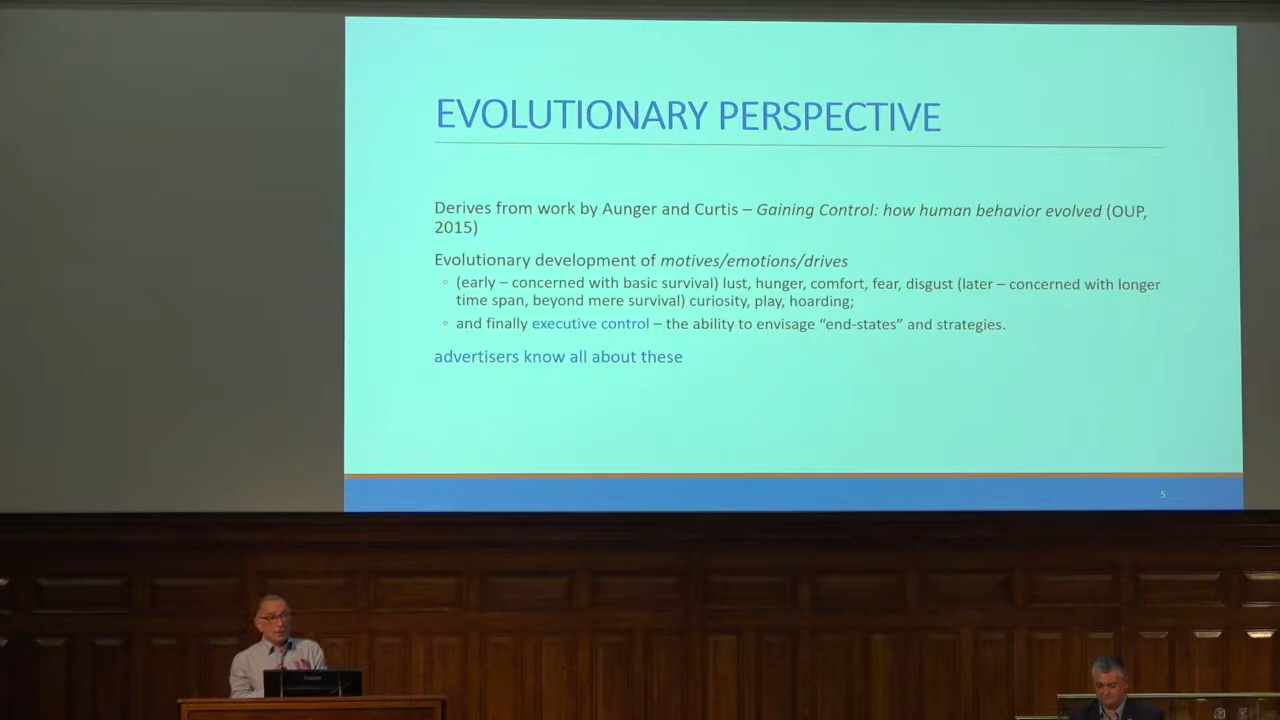 EVOLUTIONARY PERSPECTIVE
Derives from work by Aunger and Curtis – Gaining Control: how human behavior evolved (OUP,
2015)
Evolutionary development of motives/emotions/drives
◦ (early – concerned with basic survival) lust, hunger, comfort, fear, disgust (later – concerned with longer
time span, beyond mere survival) curiosity, play, hoarding;
◦ and finally executive control – the ability to envisage “end-states” and strategies.
advertisers know all about these
5